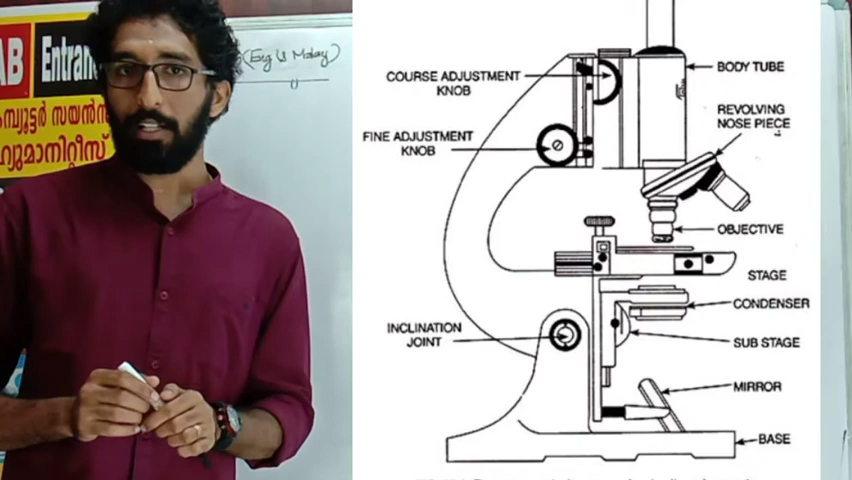 AB Entran
മ്പ്യൂട്ടർ സയൻസ്
ഹ്യുമാനിറ്റീസ്
(Eng
COURSE ADJUSTMENT
KNOB
FINE ADJUSTMENT
KNOB
INCLINATION
JOINT
BODY TUBE
REVOLVING
NOSE PIECE
OBJECTIVE
STAGE
CONDENSER
SUB STAGE
MIRROR
BASE